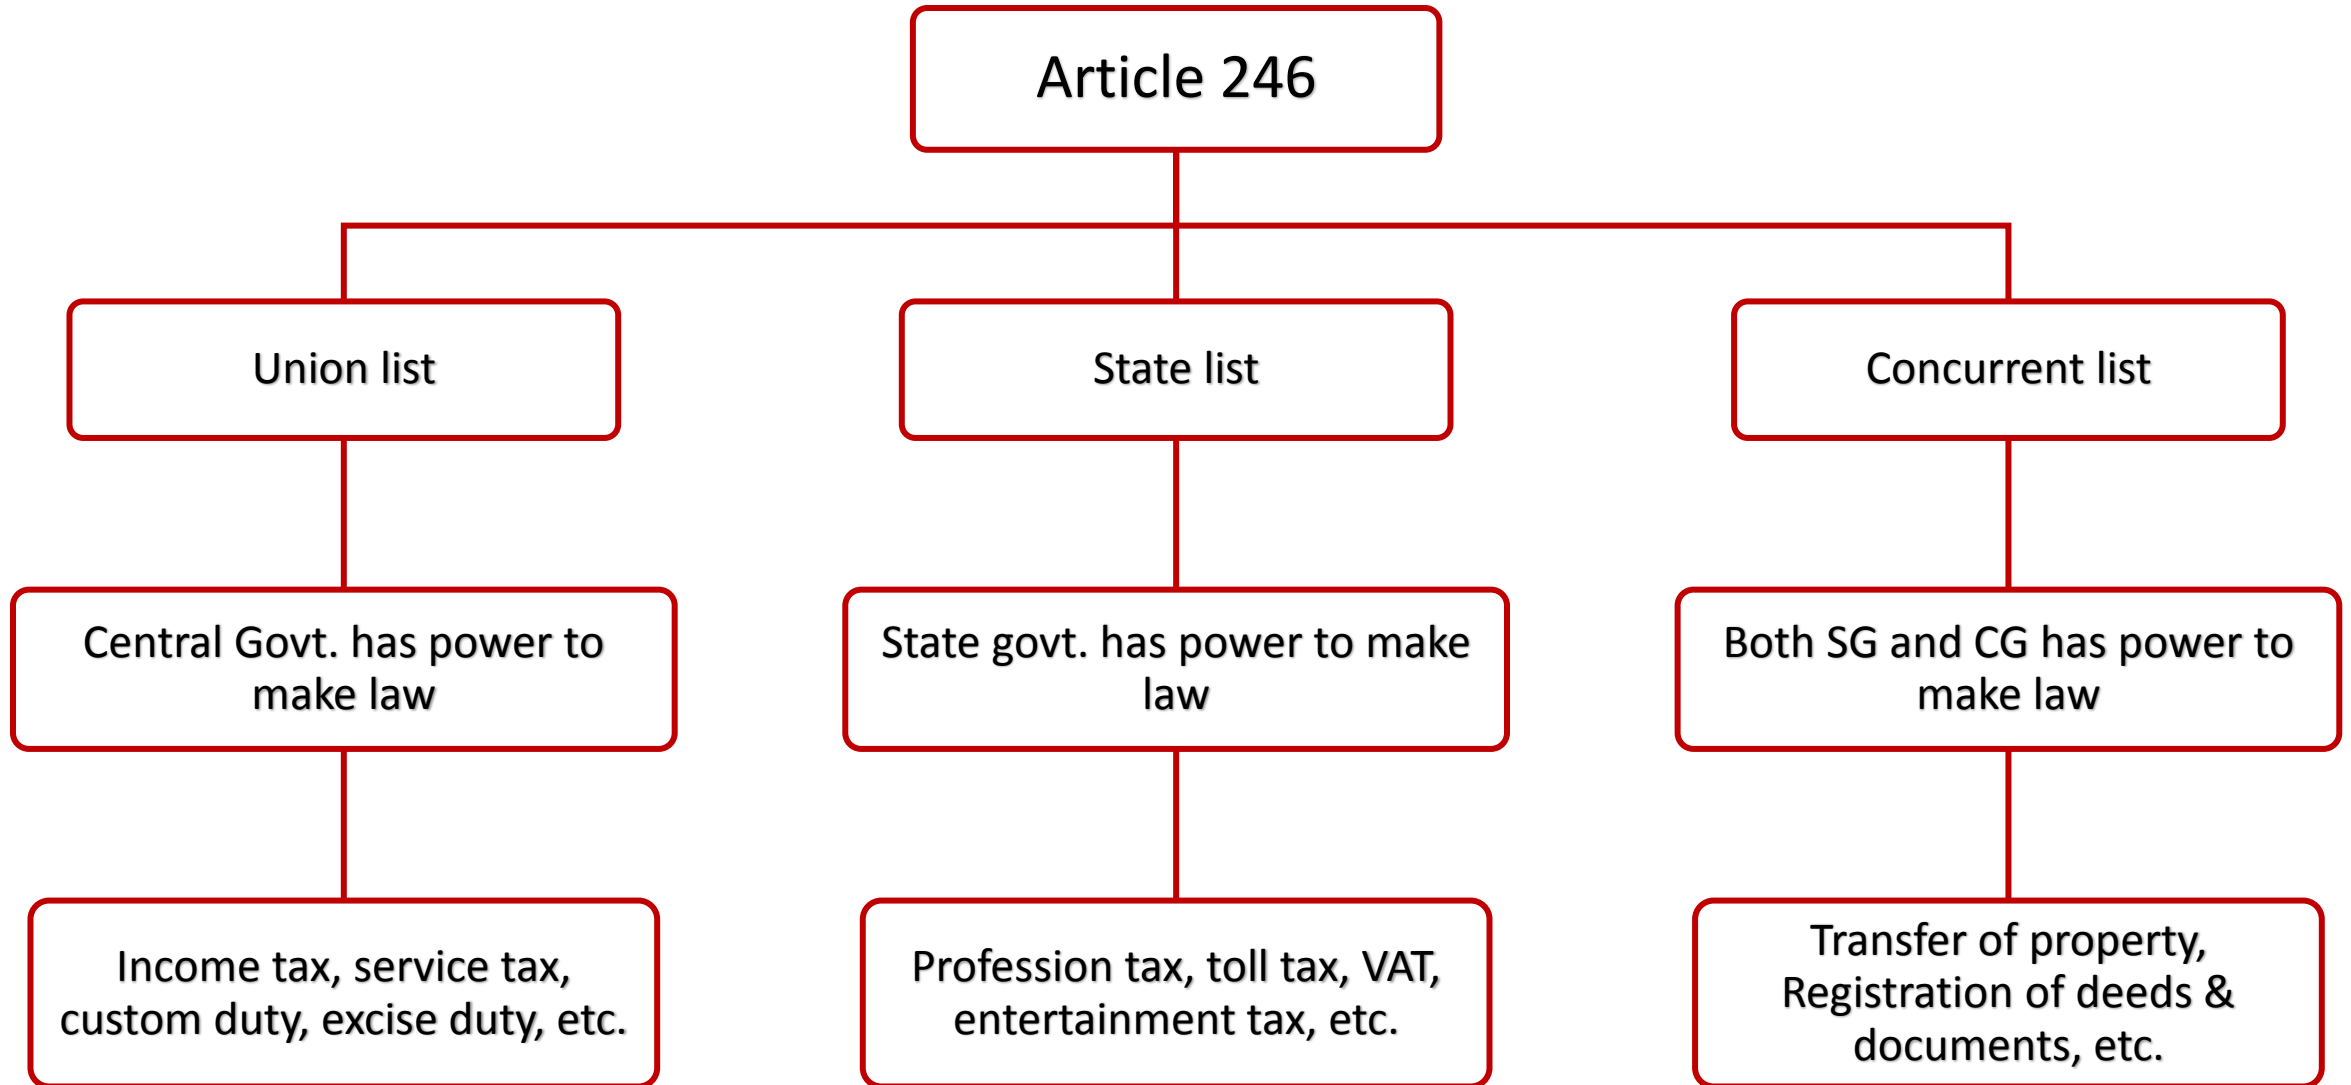 Article 246
Union list
State list
Concurrent list
Central Govt. has power to
make law
State govt. has power to make
law
Both SG and CG has power to
make law
Income tax, service tax,
custom duty, excise duty, etc.
Profession tax, toll tax, VAT,
entertainment tax, etc.
Transfer of property,
Registration of deeds &
documents, etc.